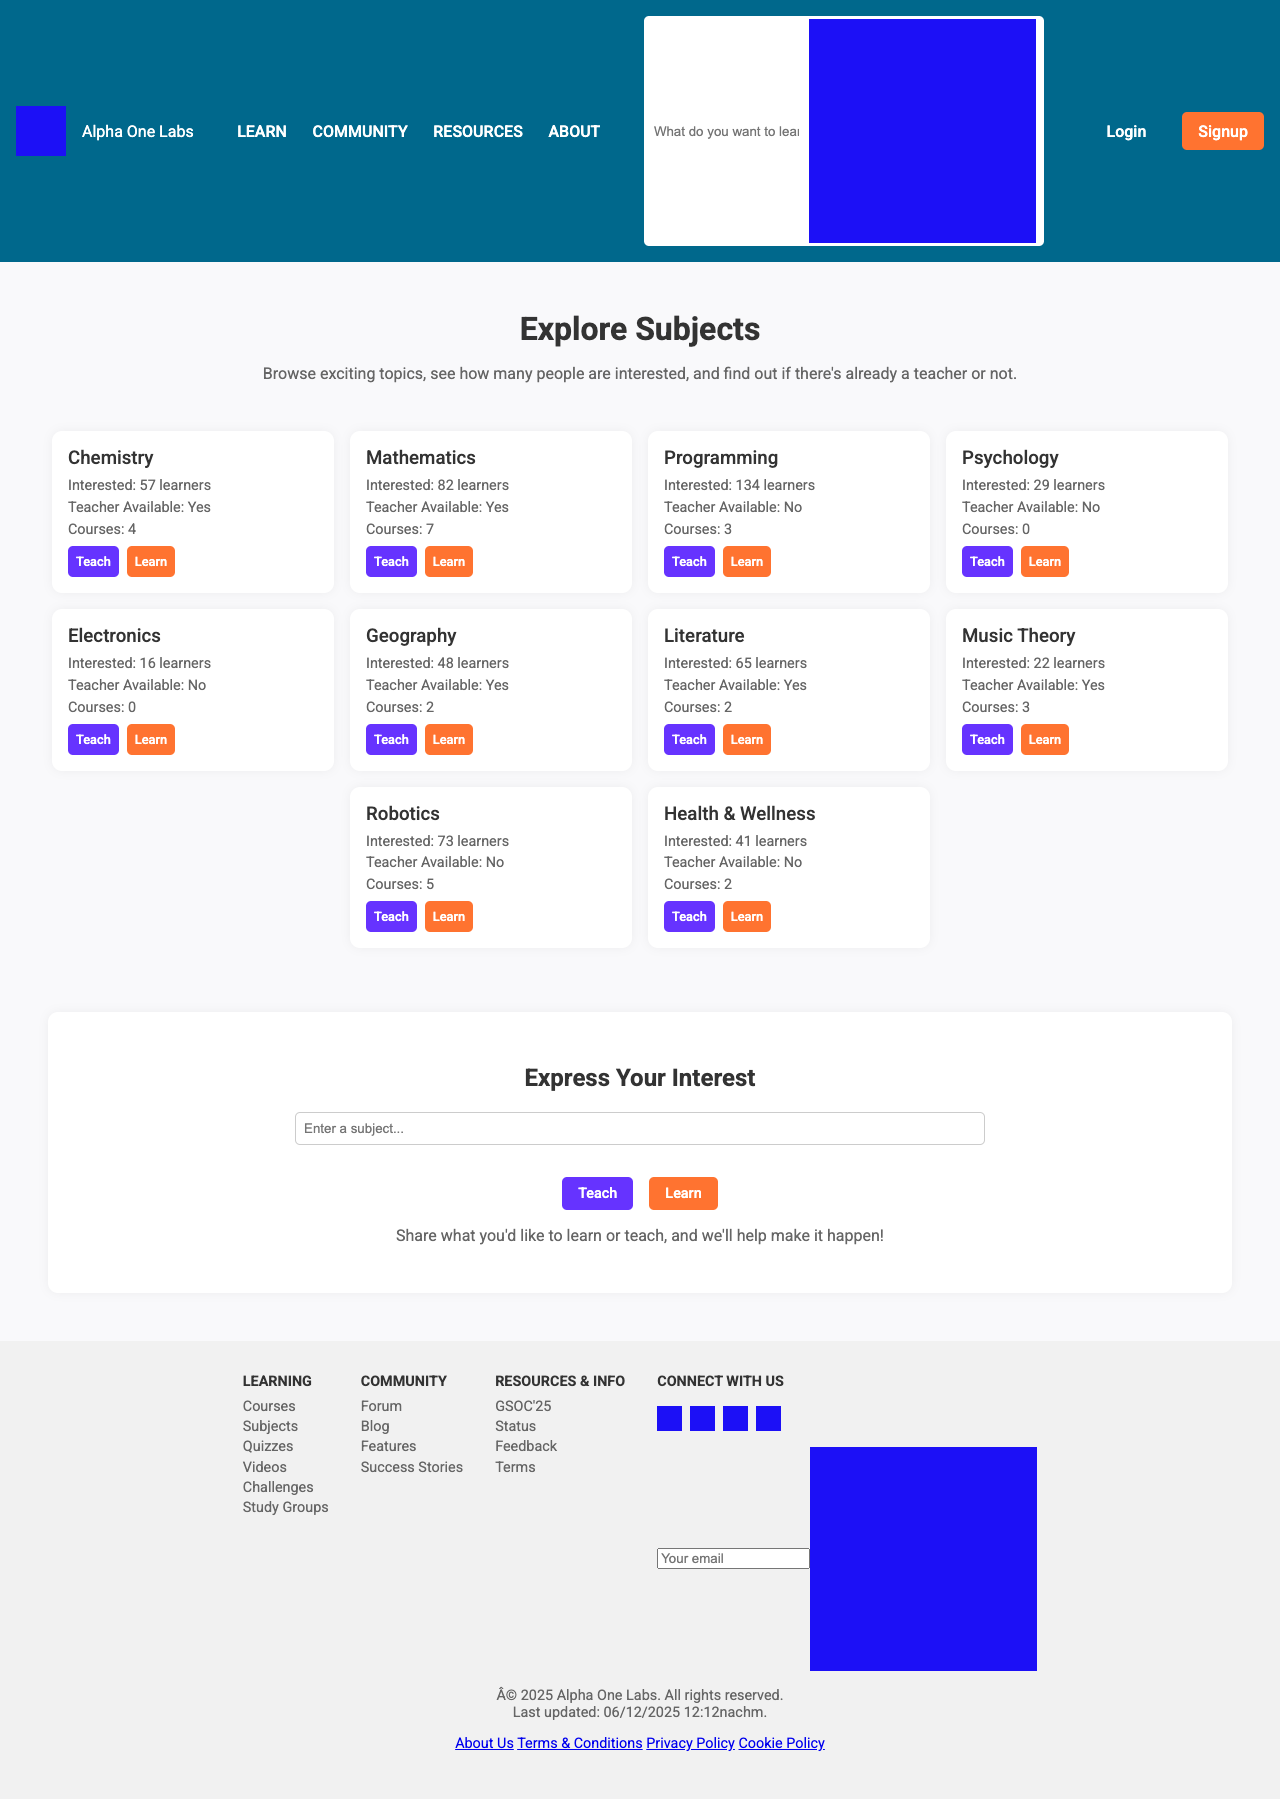 Alpha One Labs
LEARN COMMUNITY RESOURCES ABOUT
What do you want to lear
Login
Signup
Explore Subjects
Browse exciting topics, see how many people are interested, and find out if there's already a teacher or not.
Chemistry
Interested: 57 learners
Teacher Available: Yes
Courses: 4
Teach Learn
Mathematics
Interested: 82 learners
Teacher Available: Yes
Courses: 7
Teach Learn
Programming
Interested: 134 learners
Teacher Available: No
Courses: 3
Teach Learn
Psychology
Interested: 29 learners
Teacher Available: No
Courses: 0
Teach Learn
Electronics
Interested: 16 learners
Teacher Available: No
Courses: 0
Teach Learn
Geography
Interested: 48 learners
Teacher Available: Yes
Courses: 2
Teach Learn
Literature
Interested: 65 learners
Teacher Available: Yes
Courses: 2
Teach Learn
Music Theory
Interested: 22 learners
Teacher Available: Yes
Courses: 3
Teach Learn
Robotics
Interested: 73 learners
Teacher Available: No
Courses: 5
Teach Learn
Health & Wellness
Interested: 41 learners
Teacher Available: No
Courses: 2
Teach Learn
Express Your Interest
Enter a subject...
Teach Learn
Share what you'd like to learn or teach, and we'll help make it happen!
LEARNING
Courses
Subjects
Quizzes
Videos
Challenges
Study Groups
COMMUNITY
Forum
Blog
Features
Success Stories
RESOURCES & INFO
GSOC'25
Status
Feedback
Terms
CONNECT WITH US
Your email
Â© 2025 Alpha One Labs. All rights reserved.
Last updated: 06/12/2025 12:12nachm.
About Us Terms & Conditions Privacy Policy Cookie Policy